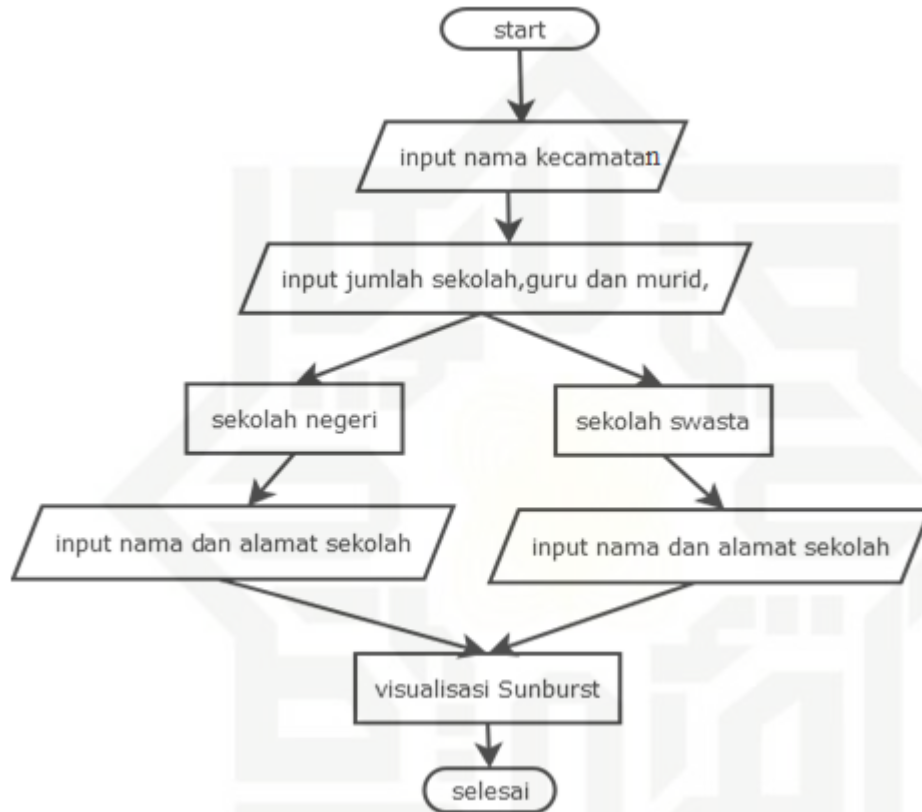 start
input nama kecamatan
input jumlah sekolah,guru dan murid,
sekolah negeri
sekolah swasta
input nama dan alamat sekolah
input nama dan alamat sekolah
visualisasi Sunburst
selesai